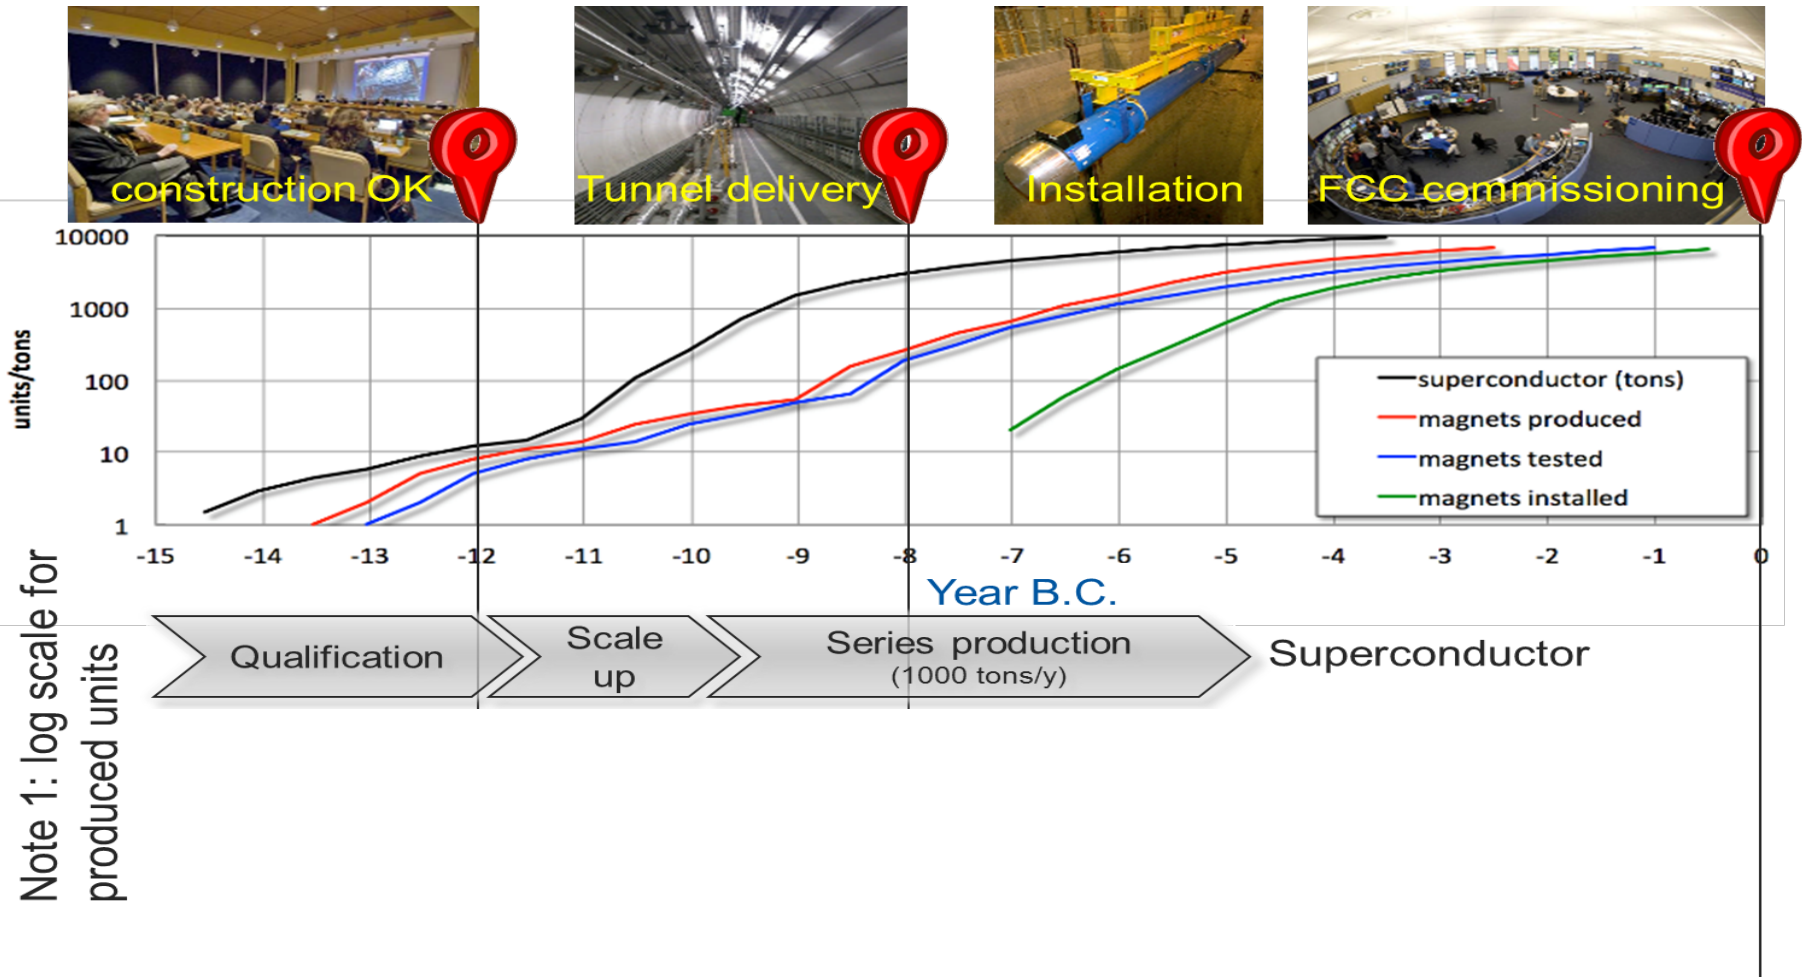 construction OK
Tunnel delivery
Installation
FCC commissioning
10000
1000
100
10
1
units/tons
superconductor (tons)
magnets produced
magnets tested
magnets installed
-15 -14 -13 -12 -11 -10 -9 -8 -7 -6 -5 -4 -3 -2 -1 0
Year B.C.
Qualification
Scale
up
Series production
(1000 tons/y)
Superconductor
Note 1: log scale for
produced units